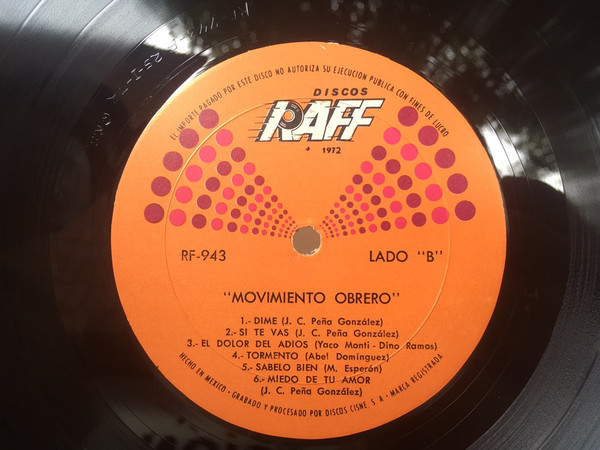 EL IMPORTE PAGADO POR ESTE DISCO NO AUTORIZA SU EJECUCION PUBLICA CON FINES DE LUCRO
DISCOS
RAFF
1972
RF-943
LADO "B"
"MOVIMIENTO OBRERO"
1.- DIME (J. C. Peña González)
2.- SI TE VAS (J. C. Peña González)
3.- EL DOLOR DEL ADIOS (Yaco Monti - Dino Ramos)
4.- TORMENTO (Abel Domínguez)
5.- SABELO BIEN (M. Esperón)
6.- MIEDO DE TU AMOR
(J. C. Peña González)
HECHO EN MEXICO - GRABADO Y PROCESADO POR DISCOS CISNE, S A - MARCA REGISTRADA